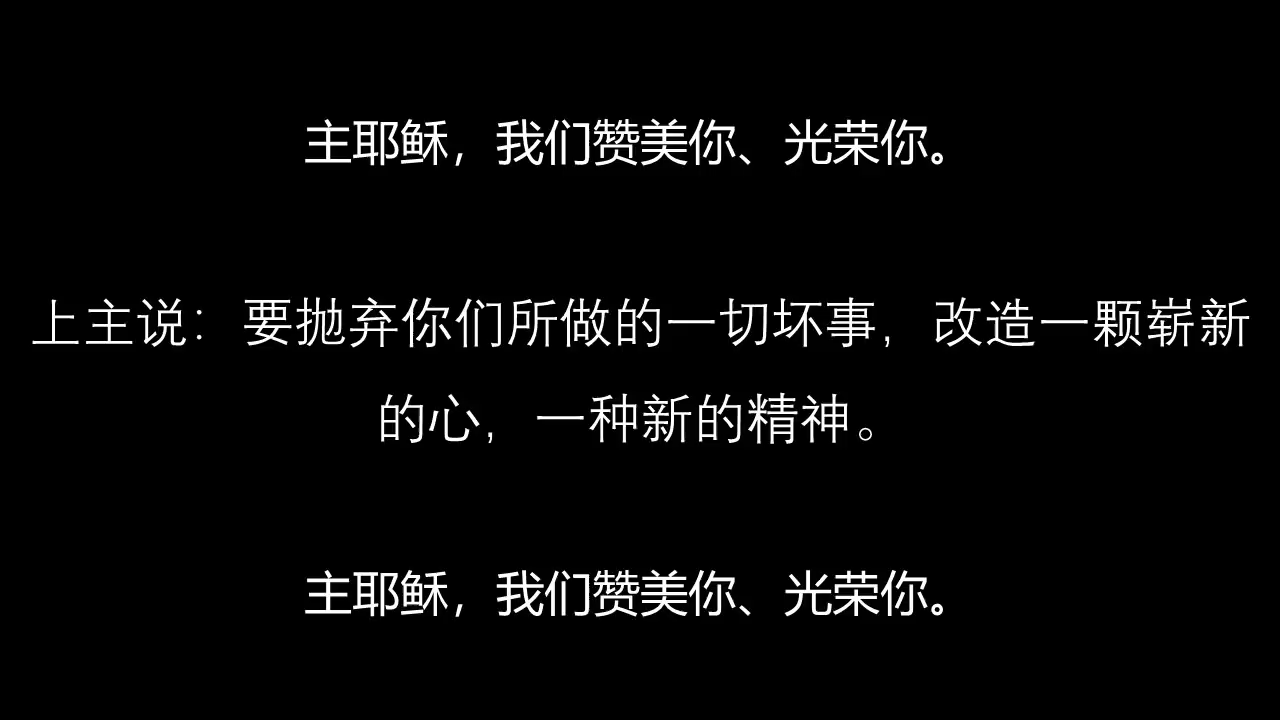 主耶稣，我们赞美你、光荣你。
上主说：要抛弃你们所做的一切坏事，改造一颗崭新
的心，一种新的精神。
主耶稣，我们赞美你、光荣你。